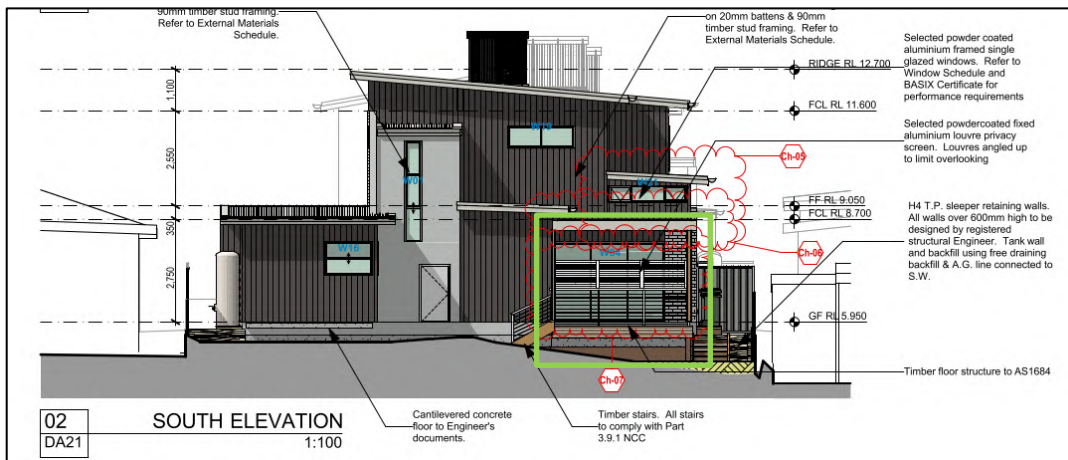 90mm timber stud framing.
Refer to External Materials
Schedule.
on 20mm battens & 90mm
timber stud framing. Refer to
External Materials Schedule.
Selected powder coated
aluminium framed single
glazed windows. Refer to
Window Schedule and
BASIX Certificate for
performance requirements
RIDGE RL 12.700
FCL RL 11.600
Selected powdercoated fixed
aluminium louvre privacy
screen. Louvres angled up
to limit overlooking
1.100
2.550
350
2.750
W19
W01
W16
Ch-05
FF RL 9.050
FCL RL 8.700
Ch-06
H4 T.P. sleeper retaining walls.
All walls over 600mm high to be
designed by registered
structural Engineer. Tank wall
and backfill using free draining
backfill & A.G. line connected to
S.W.
GF RL 5.950
Ch-07
Timber floor structure to AS1684
02
DA21
SOUTH ELEVATION
1:100
Cantilevered concrete
floor to Engineer's
documents.
Timber stairs. All stairs
to comply with Part
3.9.1 NCC